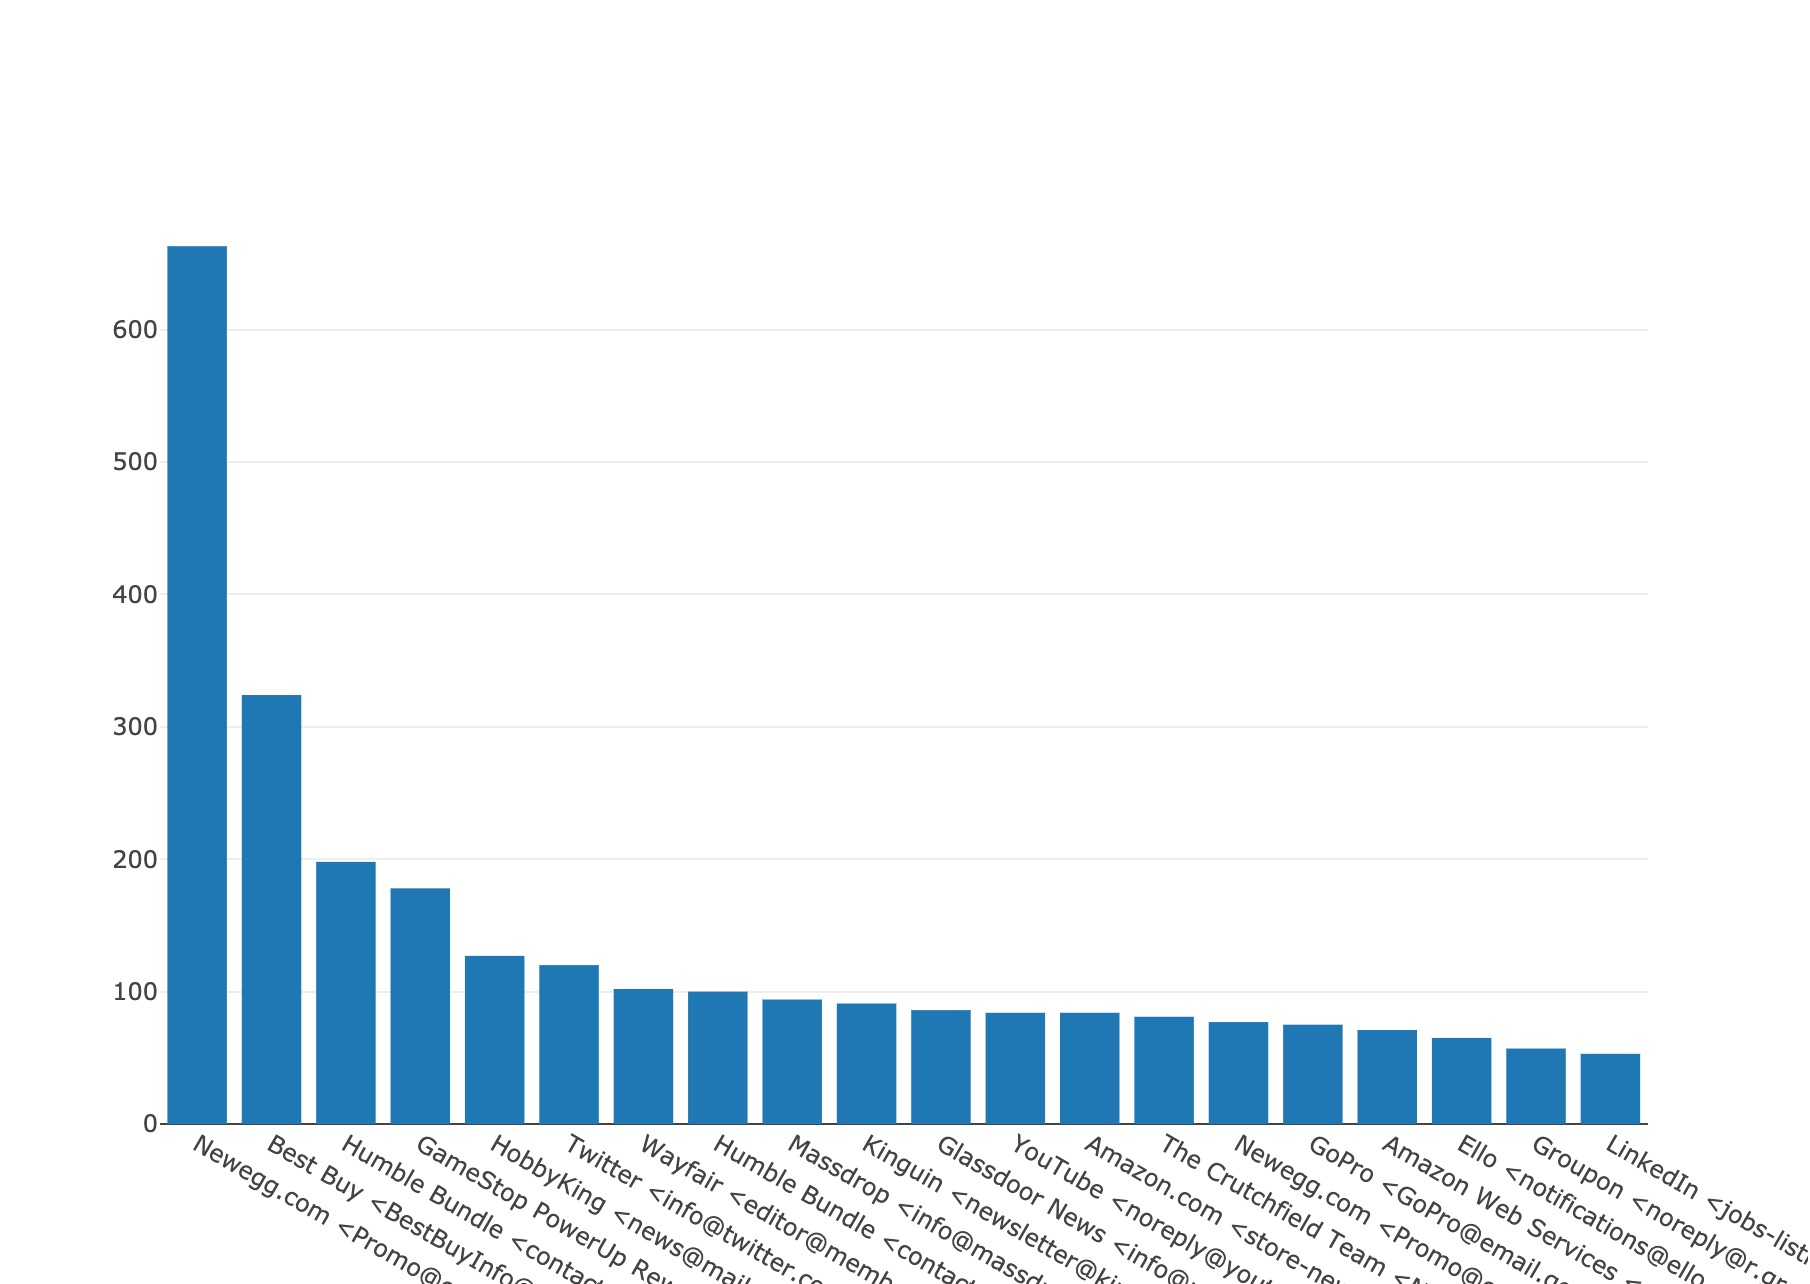 600
500
400
300
200
100
0
Newegg.com <Promo@
Best Buy <BestBuyInfo@
Humble Bundle <contac
GameStop PowerUp Rew
HobbyKing <news@mail
Twitter <info@twitter.co
Wayfair <editor@memb
Humble Bundle <contac
Massdrop <info@massd
Kinguin <newsletter@ki
Glassdoor News <info@
YouTube <noreply@yout
Amazon.com <store-new
The Crutchfield Team <N
Newegg.com <Promo@
GoPro <GoPro@email.go
Amazon Web Services <
Ello <notifications@ello
Groupon <noreply@r.gr
LinkedIn <jobs-list